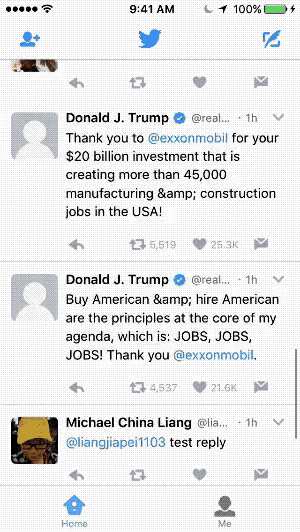 9:41 AM 100%
Donald J. Trump @real... · 1h
Thank you to @exxonmobil for your
$20 billion investment that is
creating more than 45,000
manufacturing &amp; construction
jobs in the USA!
5,519 25.3K
Donald J. Trump @real... · 1h
Buy American &amp; hire American
are the principles at the core of my
agenda, which is: JOBS, JOBS,
JOBS! Thank you @exxonmobil.
4,537 21.6K
Michael China Liang @lia... · 1h
@liangjiapei1103 test reply
Home Me